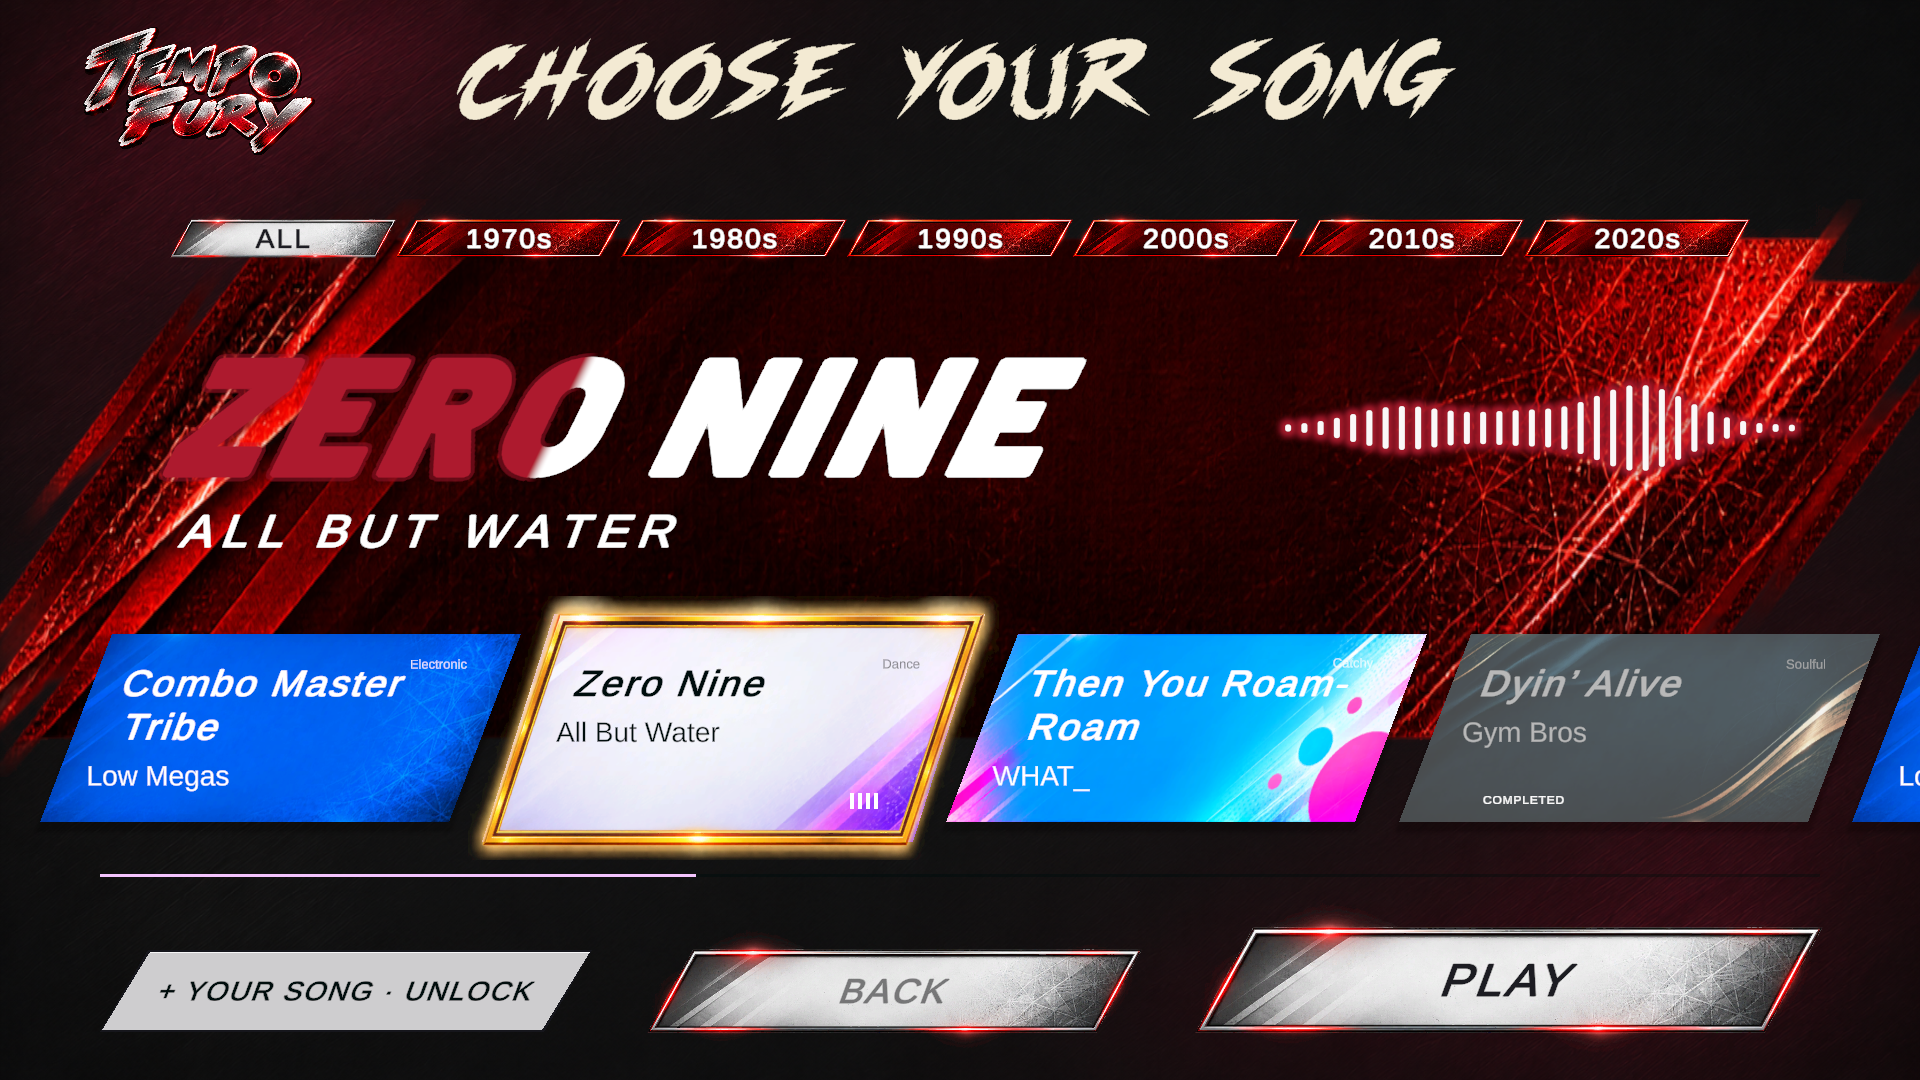 TEMPO
FURY
CHOOSE YOUR SONG
ALL
1970s
1980s
1990s
2000s
2010s
2020s
ZERO NINE
ALL BUT WATER
Electronic
Combo Master
Tribe
Low Megas
Dance
Zero Nine
All But Water
Catchy
Then You Roam-
Roam
WHAT_
Soulful
Dyin’ Alive
Gym Bros
COMPLETED
+ YOUR SONG · UNLOCK
BACK
PLAY